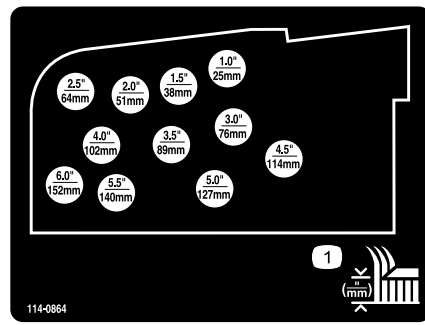 1.0"
25mm
1.5"
38mm
2.0"
51mm
2.5"
64mm
3.0"
76mm
3.5"
89mm
4.0"
102mm
4.5"
114mm
5.0"
127mm
5.5"
140mm
6.0"
152mm
1
"
(mm)
114-0864